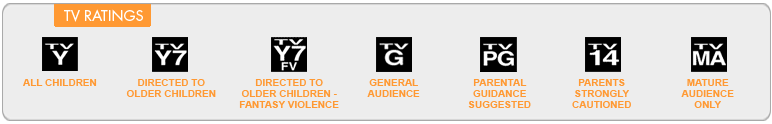 TV RATINGS
TV
Y
ALL CHILDREN
TV
Y7
DIRECTED TO
OLDER CHILDREN
TV
Y7
FV
DIRECTED TO
OLDER CHILDREN -
FANTASY VIOLENCE
TV
G
GENERAL
AUDIENCE
TV
PG
PARENTAL
GUIDANCE
SUGGESTED
TV
14
PARENTS
STRONGLY
CAUTIONED
TV
MA
MATURE
AUDIENCE
ONLY